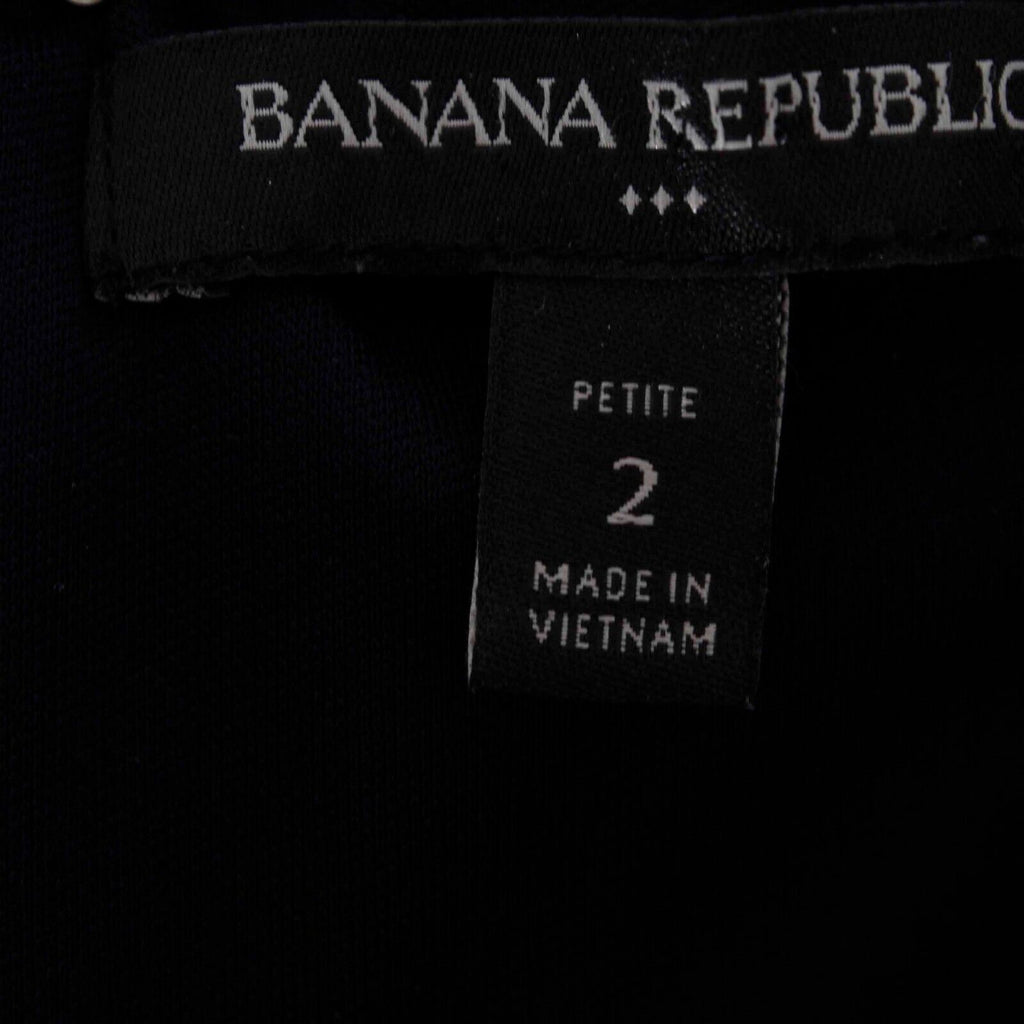 BANANA REPUBLIC
PETITE
2
MADE IN
VIETNAM